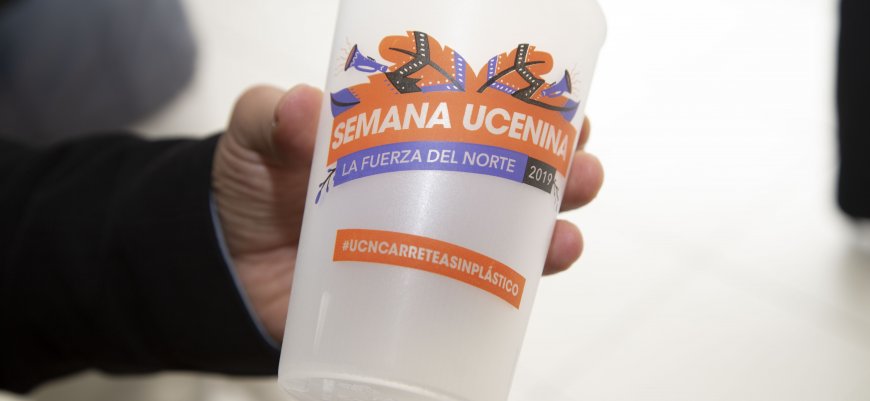 SEMANA UCENINA
LA FUERZA DEL NORTE 2019
#UCNCARRETEASINPLÁSTICO